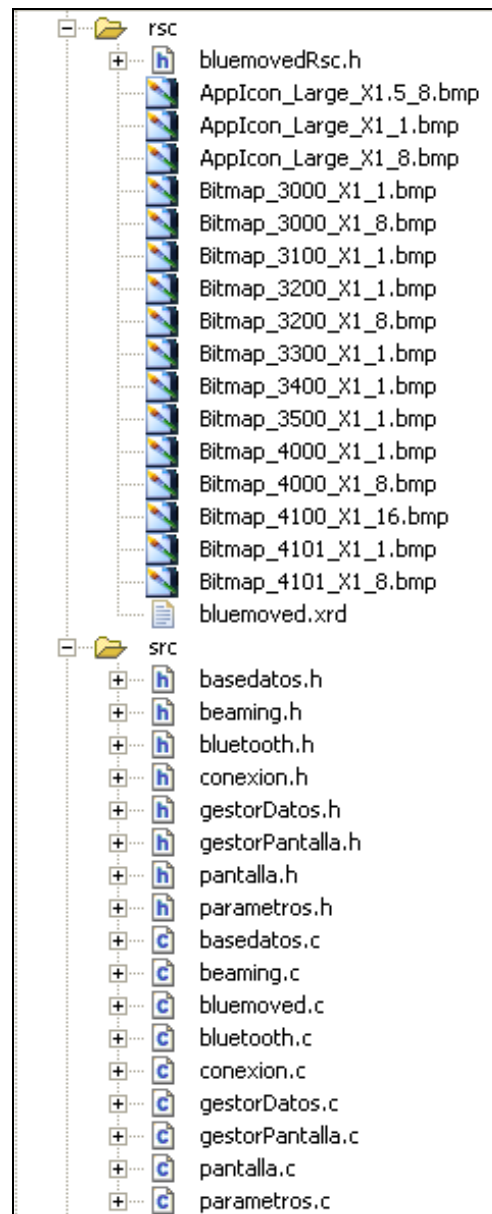 rsc
bluemovedRsc.h
AppIcon_Large_X1.5_8.bmp
AppIcon_Large_X1_1.bmp
AppIcon_Large_X1_8.bmp
Bitmap_3000_X1_1.bmp
Bitmap_3000_X1_8.bmp
Bitmap_3100_X1_1.bmp
Bitmap_3200_X1_1.bmp
Bitmap_3200_X1_8.bmp
Bitmap_3300_X1_1.bmp
Bitmap_3400_X1_1.bmp
Bitmap_3500_X1_1.bmp
Bitmap_4000_X1_1.bmp
Bitmap_4000_X1_8.bmp
Bitmap_4100_X1_16.bmp
Bitmap_4101_X1_1.bmp
Bitmap_4101_X1_8.bmp
bluemoved.xrd
src
basedatos.h
beaming.h
bluetooth.h
conexion.h
gestorDatos.h
gestorPantalla.h
pantalla.h
parametros.h
basedatos.c
beaming.c
bluemoved.c
bluetooth.c
conexion.c
gestorDatos.c
gestorPantalla.c
pantalla.c
parametros.c